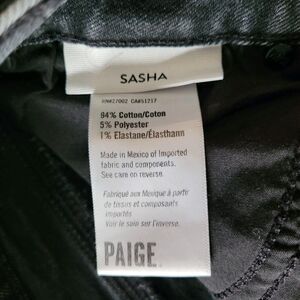 SASHA
RN#27002 CA#51217
94% Cotton/Coton
5% Polyester
1% Elastane/Élasthann
Made in Mexico of Imported
fabric and components.
See care on reverse.
Fabriqué aux Mexique à partir
de tissus et composants
importés
Voir le soin sur l'inverse.
PAIGE